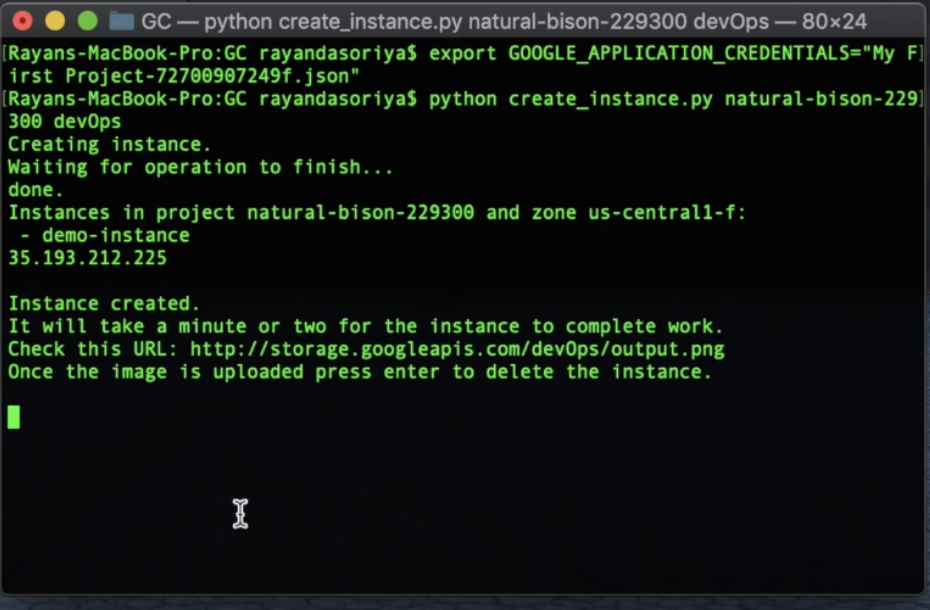 GC — python create_instance.py natural-bison-229300 devOps — 80×24
[Rayans-MacBook-Pro:GC rayandasoriya$ export GOOGLE_APPLICATION_CREDENTIALS="My F]
irst Project-72700907249f.json"
[Rayans-MacBook-Pro:GC rayandasoriya$ python create_instance.py natural-bison-229]
300 devOps
Creating instance.
Waiting for operation to finish...
done.
Instances in project natural-bison-229300 and zone us-central1-f:
 - demo-instance
35.193.212.225
Instance created.
It will take a minute or two for the instance to complete work.
Check this URL: http://storage.googleapis.com/devOps/output.png
Once the image is uploaded press enter to delete the instance.